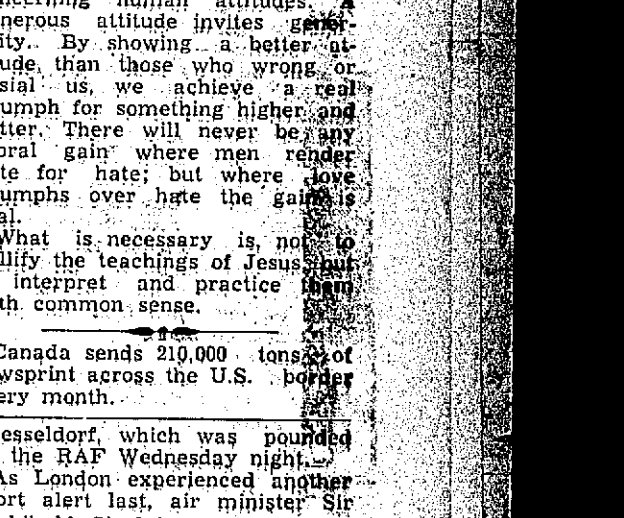 cerning human attitudes. A
nerous attitude invites gener-
ity. By showing a better at-
ude, than those who wrong or
sial us, we achieve a real
umph for something higher and
tter. There will never be any
oral gain where men render
te for hate; but where love
umphs over hate the gain is
al.
What is necessary is, not to
llify the teachings of Jesus, but
interpret and practice them
th common sense.
Canada sends 210,000 tons of
wsprint across the U.S. border
ery month.
esseldorf, which was pounded
the RAF Wednesday night.
As London experienced another
ort alert last, air minister Sir